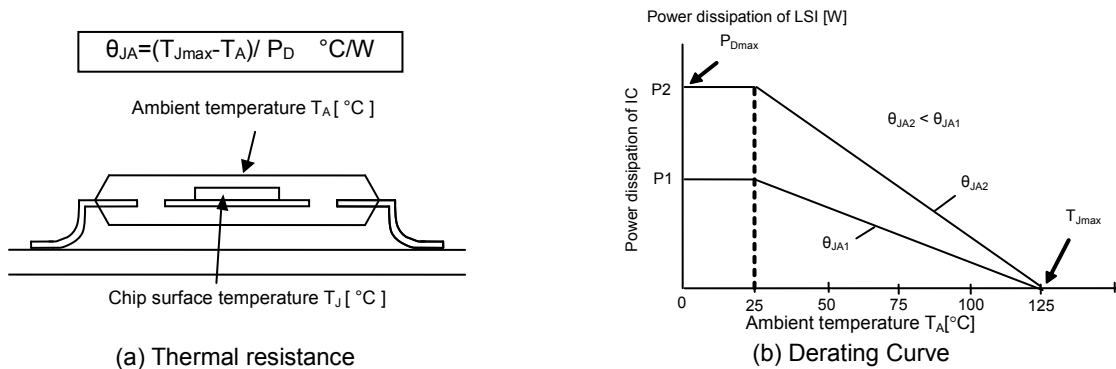 θJA=(TJmax-TA)/ PD °C/W
Ambient temperature TA [ °C ]
Chip surface temperature TJ [ °C ]
(a) Thermal resistance
Power dissipation of LSI [W]
PDmax
P2
θJA2 < θJA1
Power dissipation of IC
P1
θJA2
TJmax
θJA1
0 25 50 75 100 125
Ambient temperature TA[°C]
(b) Derating Curve